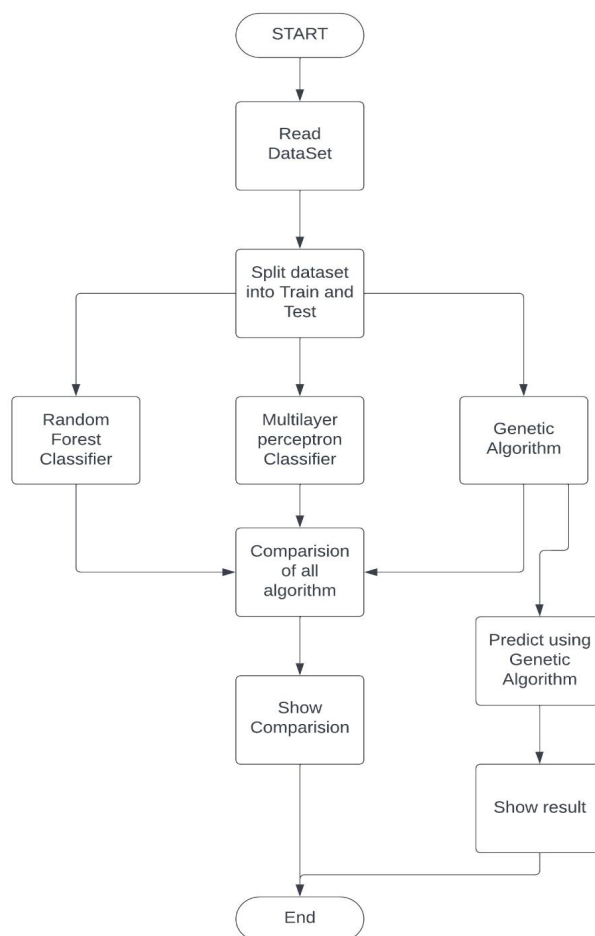 START
Read
DataSet
Split dataset
into Train and
Test
Random
Forest
Classifier
Multilayer
perceptron
Classifier
Genetic
Algorithm
Comparision
of all
algorithm
Predict using
Genetic
Algorithm
Show
Comparision
Show result
End